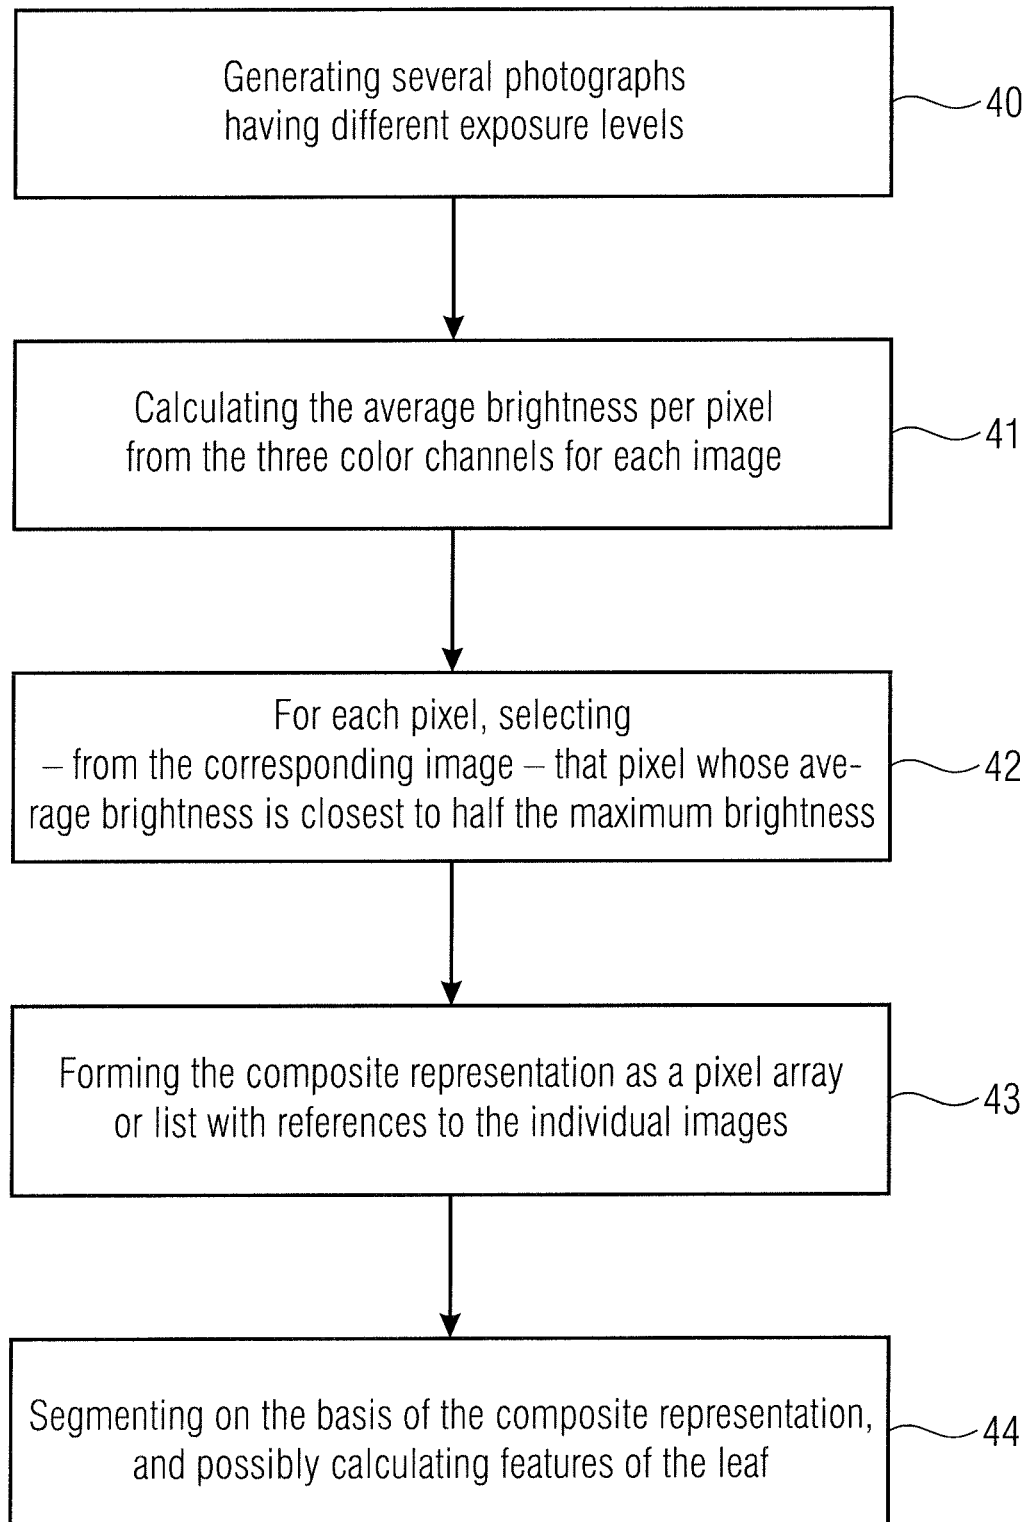 Generating several photographs
having different exposure levels
40
Calculating the average brightness per pixel
from the three color channels for each image
41
For each pixel, selecting
– from the corresponding image – that pixel whose ave-
rage brightness is closest to half the maximum brightness
42
Forming the composite representation as a pixel array
or list with references to the individual images
43
Segmenting on the basis of the composite representation,
and possibly calculating features of the leaf
44